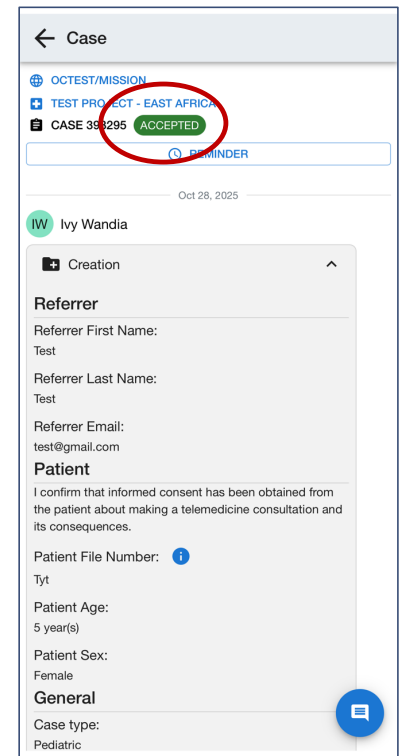 Case
OCTEST/MISSION
TEST PROJECT - EAST AFRICA
CASE 398295 ACCEPTED
REMINDER
Oct 28, 2025
IW Ivy Wandia
Creation
Referrer
Referrer First Name:
Test
Referrer Last Name:
Test
Referrer Email:
test@gmail.com
Patient
I confirm that informed consent has been obtained from
the patient about making a telemedicine consultation and
its consequences.
Patient File Number:
Tyt
Patient Age:
5 year(s)
Patient Sex:
Female
General
Case type:
Pediatric